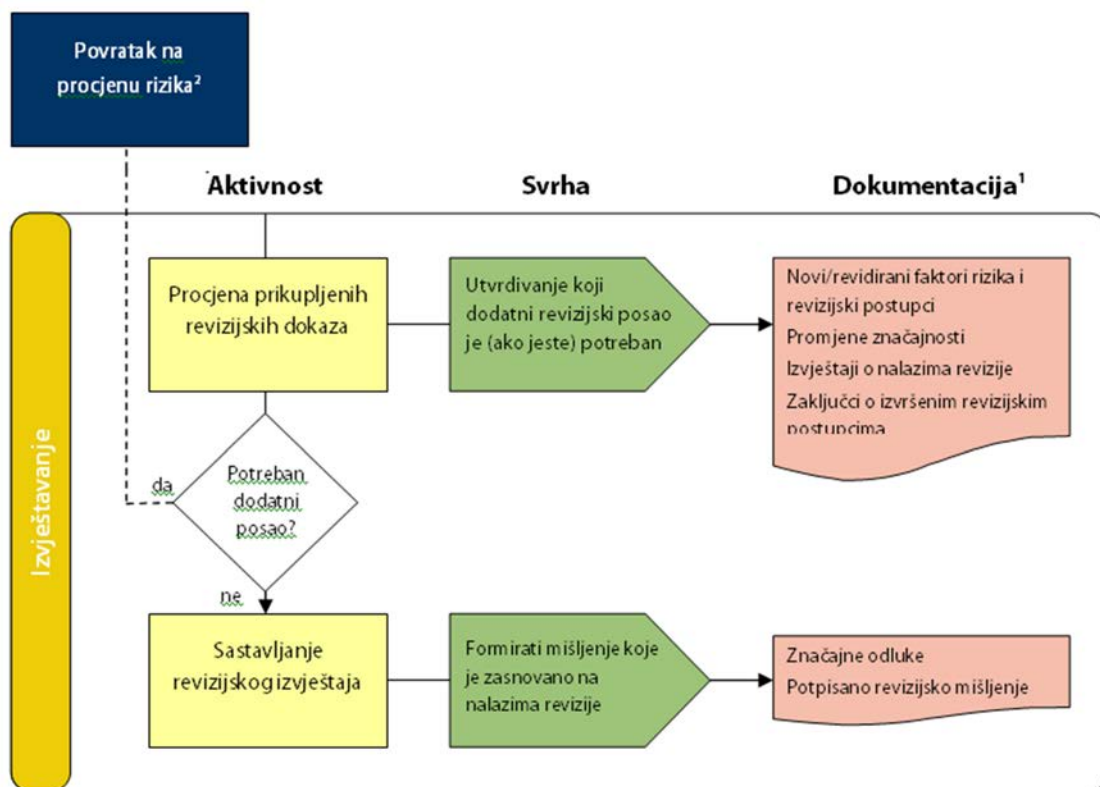 Povratak na
procjenu rizika²
Aktivnost
Svrha
Dokumentacija¹
Izvještavanje
Procjena prikupljenih
revizijskih dokaza
Utvrđivanje koji
dodatni revizijski posao
je (ako jeste) potreban
Novi/revidirani faktori rizika i
revizijski postupci
Promjene značajnosti
Izvještaji o nalazima revizije
Zaključci o izvršenim revizijskim
postupcima
da
Potreban
dodatni
posao?
ne
Sastavljanje
revizijskog izvještaja
Formirati mišljenje koje
je zasnovano na
nalazima revizije
Značajne odluke
Potpisano revizijsko mišljenje